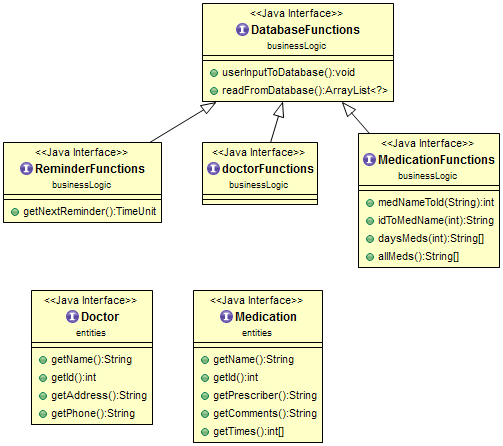 <<Java Interface>>
DatabaseFunctions
businessLogic
userInputToDatabase():void
readFromDatabase():ArrayList<?>
<<Java Interface>>
ReminderFunctions
businessLogic
getNextReminder():TimeUnit
<<Java Interface>>
doctorFunctions
businessLogic
<<Java Interface>>
MedicationFunctions
businessLogic
medNameToId(String):int
idToMedName(int):String
daysMeds(int):String[]
allMeds():String[]
<<Java Interface>>
Doctor
entities
getName():String
getId():int
getAddress():String
getPhone():String
<<Java Interface>>
Medication
entities
getName():String
getId():int
getPrescriber():String
getComments():String
getTimes():int[]